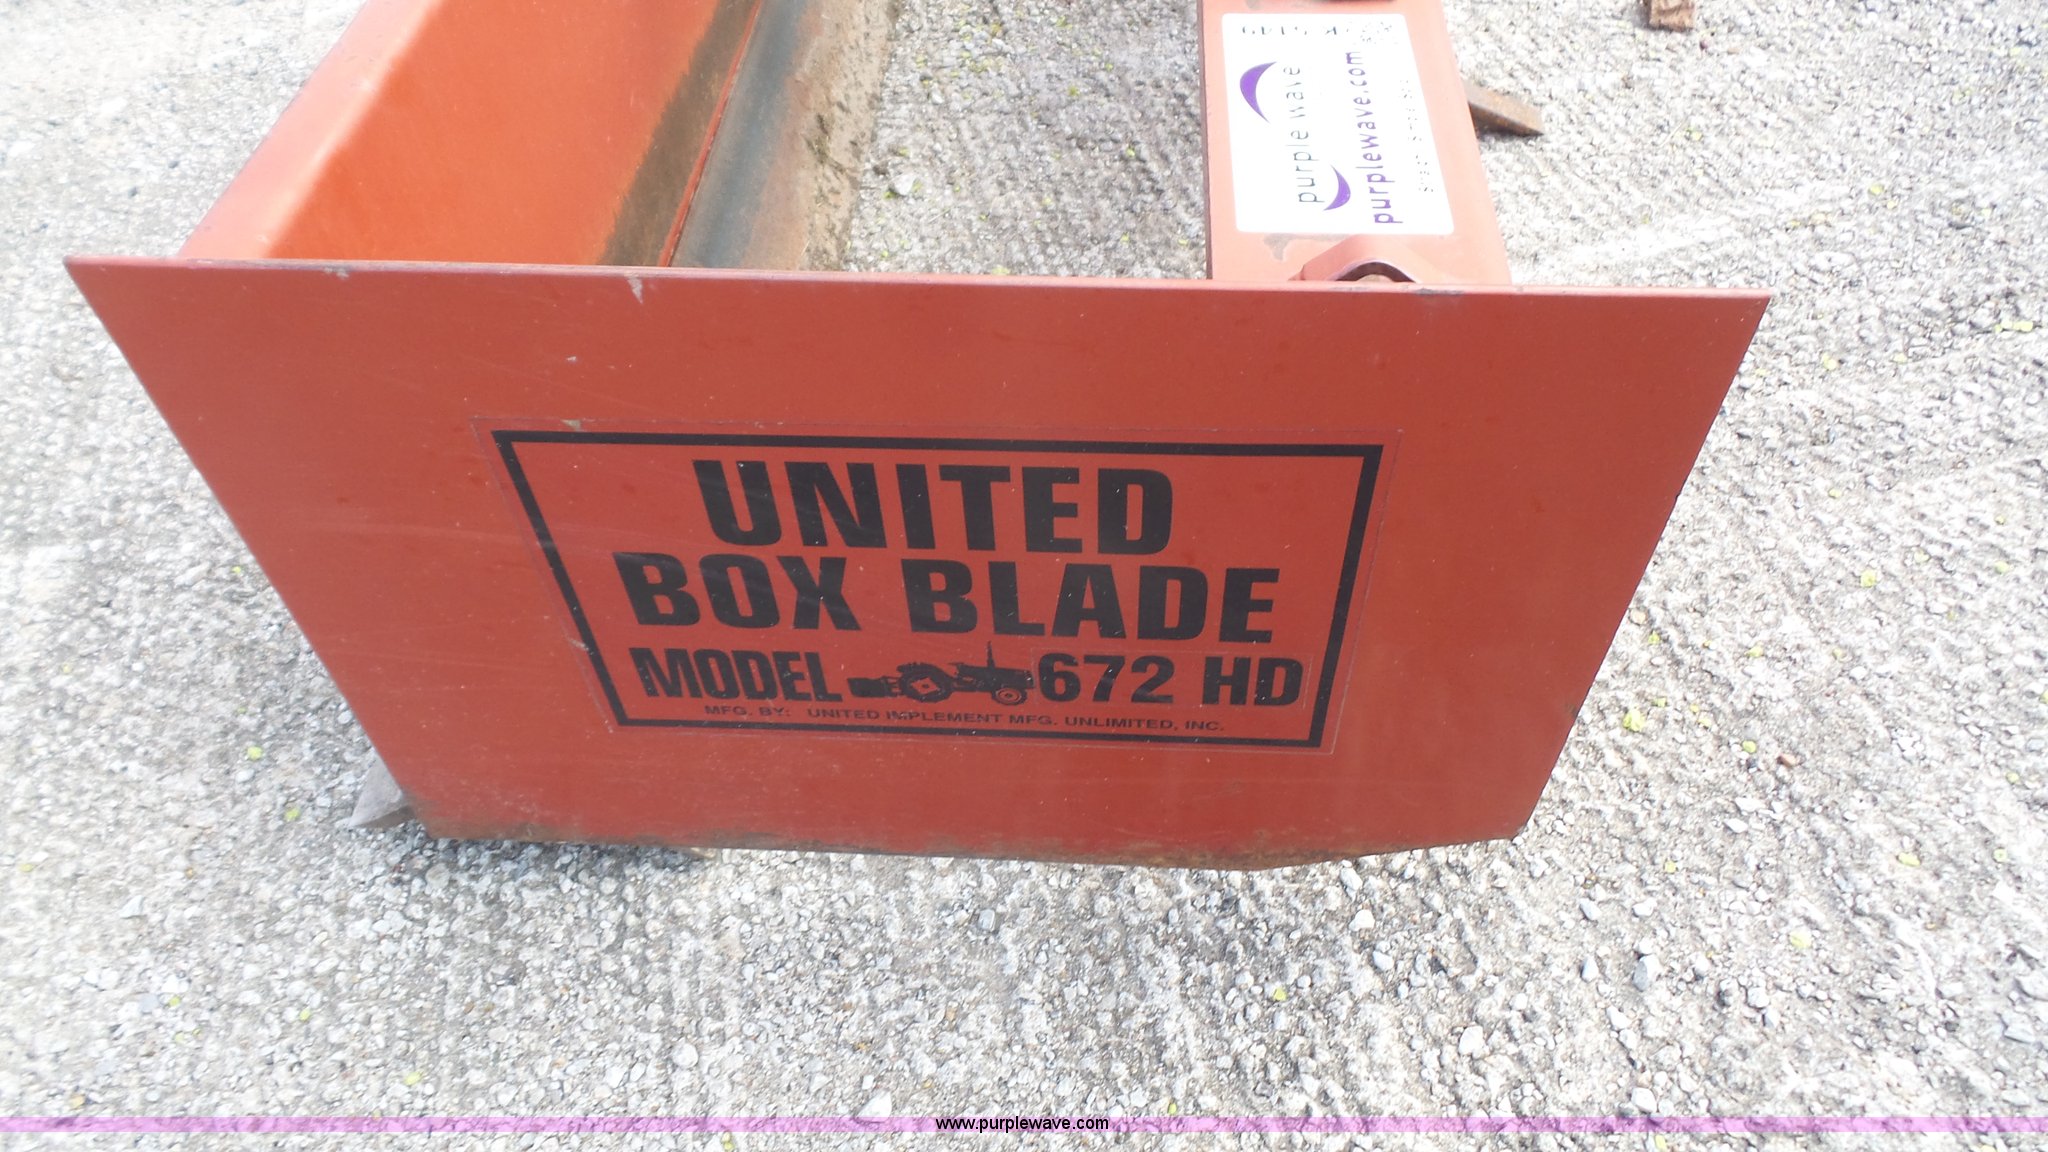 purple wave
purplewave.com
UNITED
BOX BLADE
MODEL 672 HD
MFG. BY: UNITED IMPLEMENT MFG. UNLIMITED, INC.
www.purplewave.com